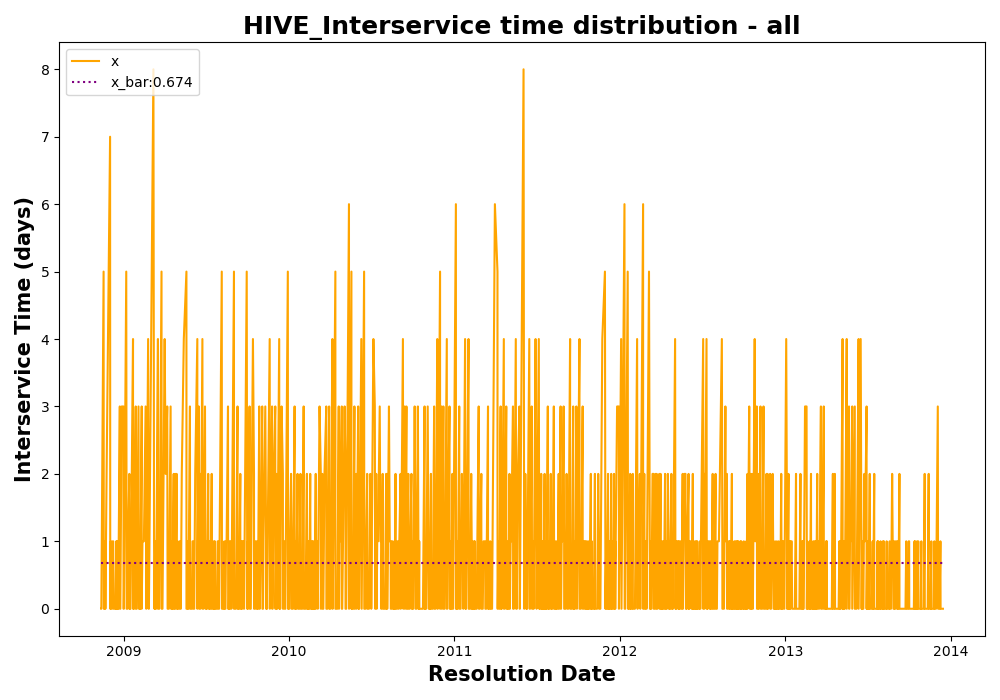 HIVE_Interservice time distribution - all
x
x_bar:0.674
8
7
6
5
4
3
2
1
0
Interservice Time (days)
2009 2010 2011 2012 2013 2014
Resolution Date